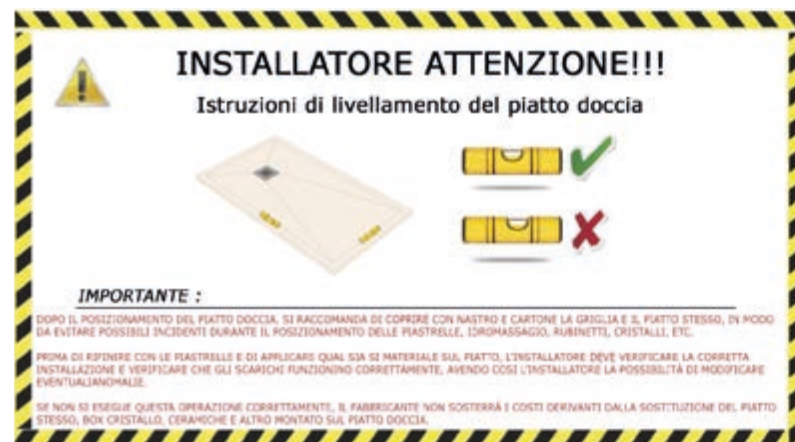 INSTALLATORE ATTENZIONE!!!
Istruzioni di livellamento del piatto doccia
IMPORTANTE :
DOPO IL POSIZIONAMENTO DEL PIATTO DOCCIA, SI RACCOMANDA DI COPRIRE CON NASTRO E CARTONE LA GRIGLIA E IL PIATTO STESSO, IN MODO
DA EVITARE POSSIBILI INCIDENTI DURANTE IL POSIZIONAMENTO DELLE PIASTRELLE, IDROMASSAGIO, RUBINETTI, CRISTALLI, ETC.
PRIMA DI RIFINIRE CON LE PIASTRELLE E DI APPLICARE QUAL SIA SI MATERIALE SUL PIATTO, L'INSTALLATORE DEVE VERIFICARE LA CORRETTA
INSTALLAZIONE E VERIFICARE CHE GLI SCARICHI FUNZIONINO CORRETTAMENTE, AVENDO COSI L'INSTALLATORE LA POSSIBILITÀ DI MODIFICARE
EVENTUALIANOMALIE.
SE NON SI ESEGUE QUESTA OPERAZIONE CORRETTAMENTE, IL FABBRICANTE NON SOSTERRÀ I COSTI DERIVANTI DALLA SOSTITUZIONE DEL PIATTO
STESSO, BOX CRISTALLO, CERAMICHE E ALTRO MONTATO SUL PIATTO DOCCIA.